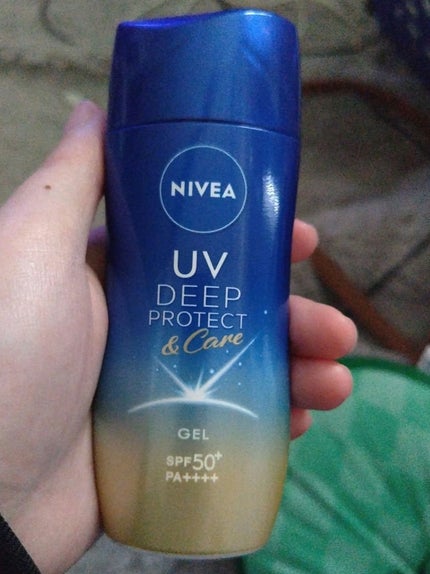 NIVEA
UV
DEEP
PROTECT
& Care
GEL
SPF50+
PA++++